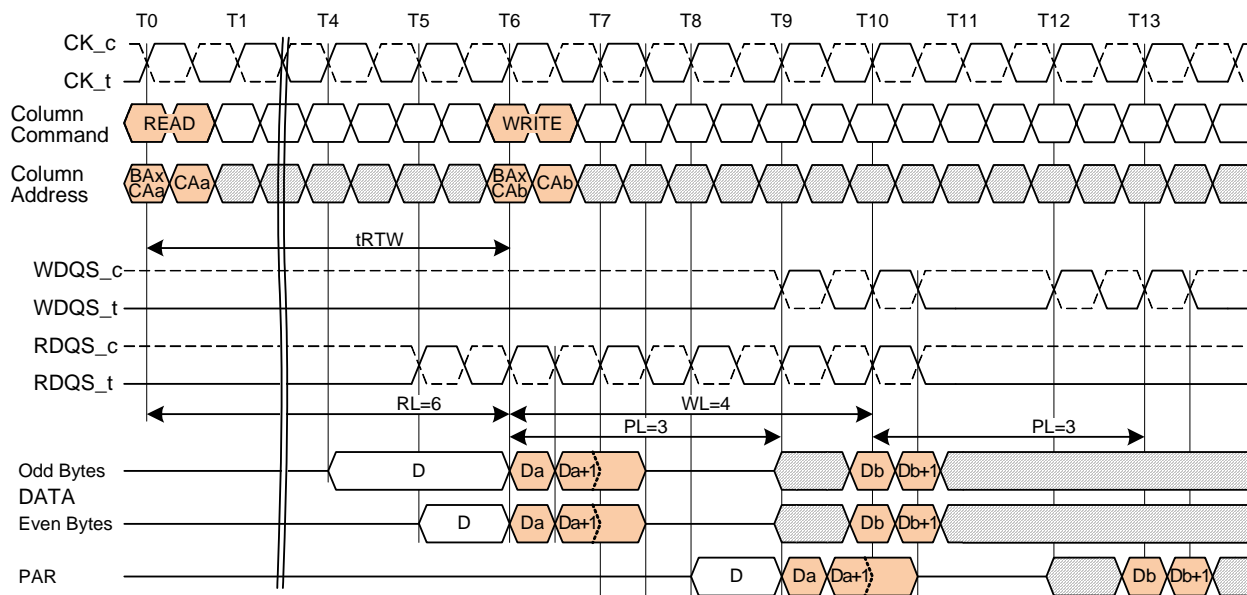 T0 T1 T4 T5 T6 T7 T8 T9 T10 T11 T12 T13
CK_c
CK_t
Column
Command
READ WRITE
Column
Address
BAx
CAa
CAa
BAx
CAb
CAb
tRTW
WDQS_c
WDQS_t
RDQS_c
RDQS_t
RL=6 WL=4
PL=3 PL=3
Odd Bytes D Da Da+1 Db Db+1
DATA
Even Bytes D Da Da+1 Db Db+1
PAR D Da Da+1 Db Db+1